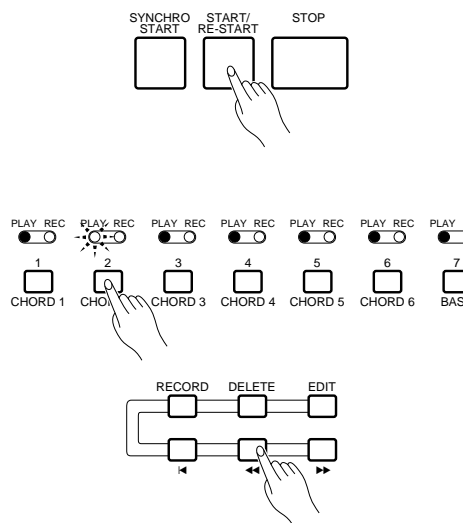 SYNCHRO START
START/ RE-START
STOP
PLAY REC PLAY REC PLAY REC PLAY REC PLAY REC PLAY REC PLAY
1 2 3 4 5 6 7
CHORD 1 CHO CHORD 3 CHORD 4 CHORD 5 CHORD 6 BAS
RECORD DELETE EDIT